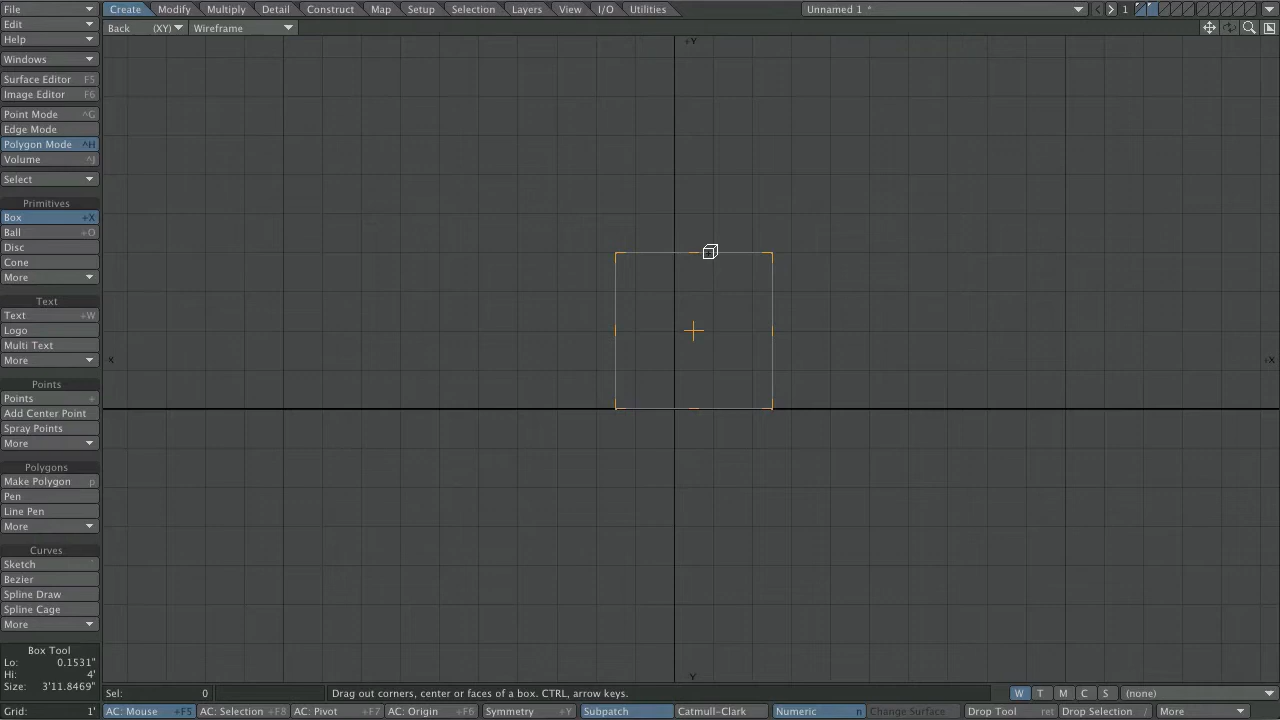 File Create Modify Multiply Detail Construct Map Setup Selection Layers View I/O Utilities Unnamed 1 * 1
Edit Back (XY) Wireframe
Help +Y
Windows
Surface Editor F5
Image Editor F6
Point Mode ^G
Edge Mode
Polygon Mode ^H
Volume ^J
Select
Primitives
Box +X
Ball +O
Disc
Cone
More
Text
Text +W
Logo
Multi Text
More X +X
Points
Points +
Add Center Point
Spray Points
More
Polygons
Make Polygon p
Pen
Line Pen
More
Curves
Sketch `
Bezier
Spline Draw
Spline Cage
More
Box Tool
Lo: 0.1531"
Hi: 4'
Size: 3'11.8469"
Y
Sel: 0 Drag out corners, center or faces of a box. CTRL, arrow keys. W T M C S (none)
Grid: 1' AC: Mouse +F5 AC: Selection +F8 AC: Pivot +F7 AC: Origin +F6 Symmetry +Y Subpatch Catmull-Clark Numeric n Change Surface Drop Tool ret Drop Selection / More